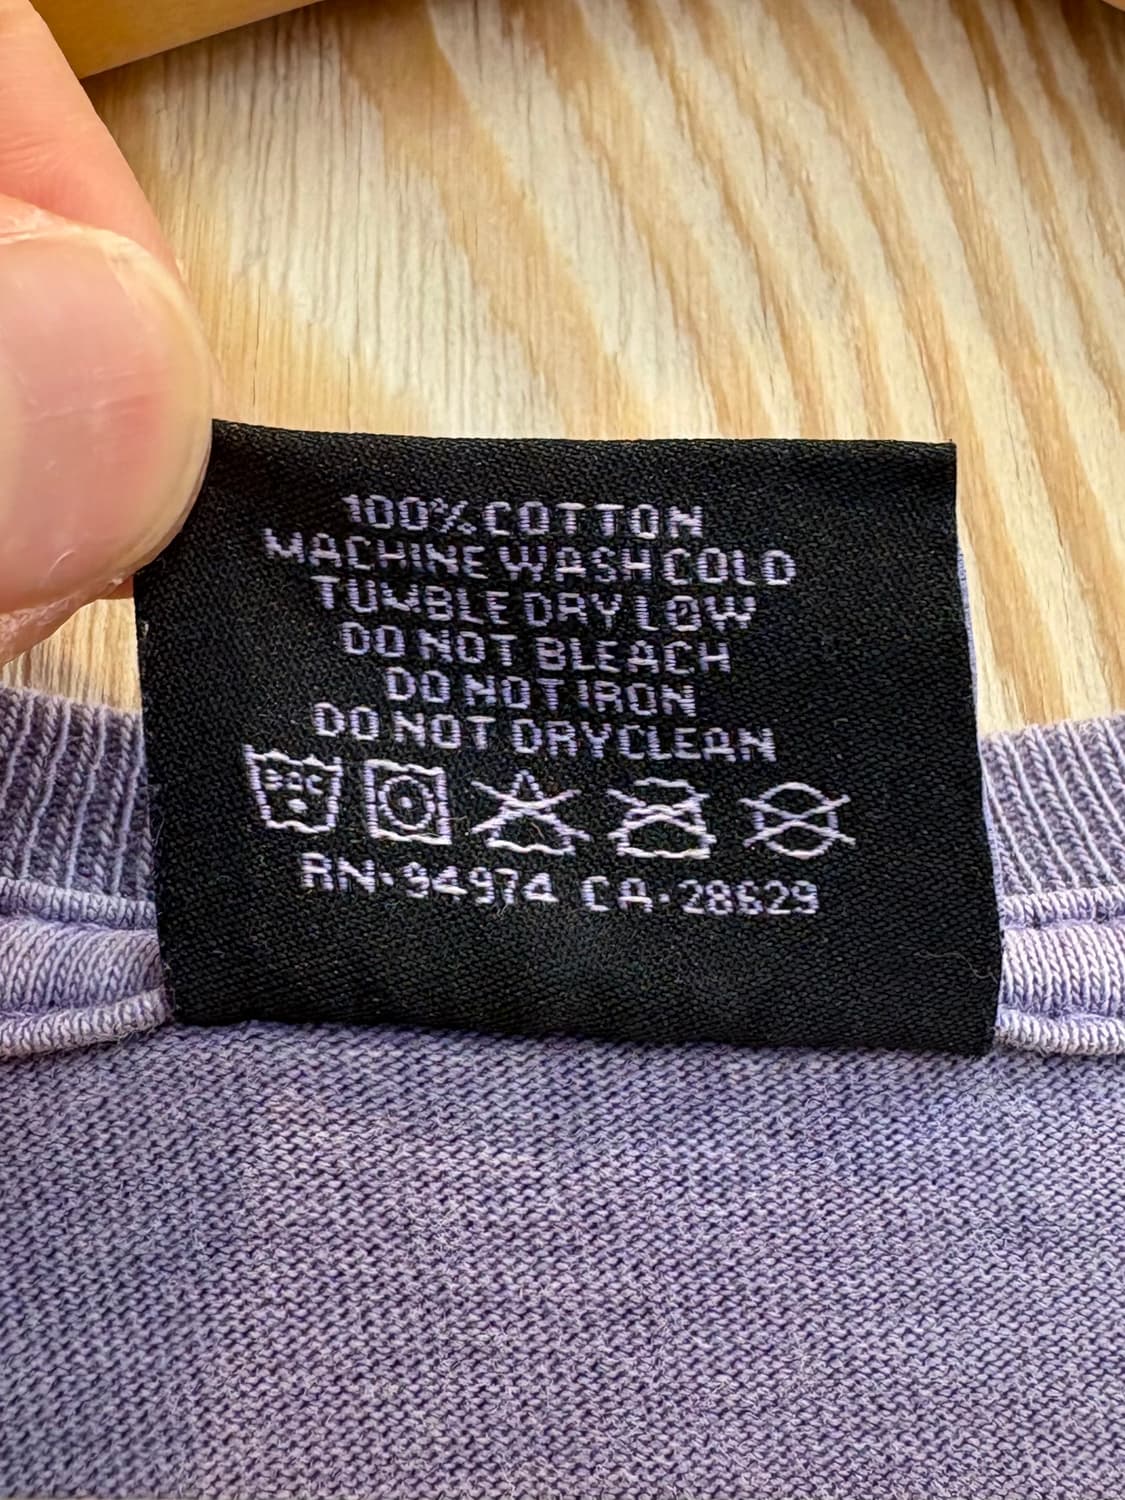 100% COTTON
MACHINE WASH COLD
TUMBLE DRY LOW
DO NOT BLEACH
DO NOT IRON
DO NOT DRYCLEAN
RN·94974 CA·28629